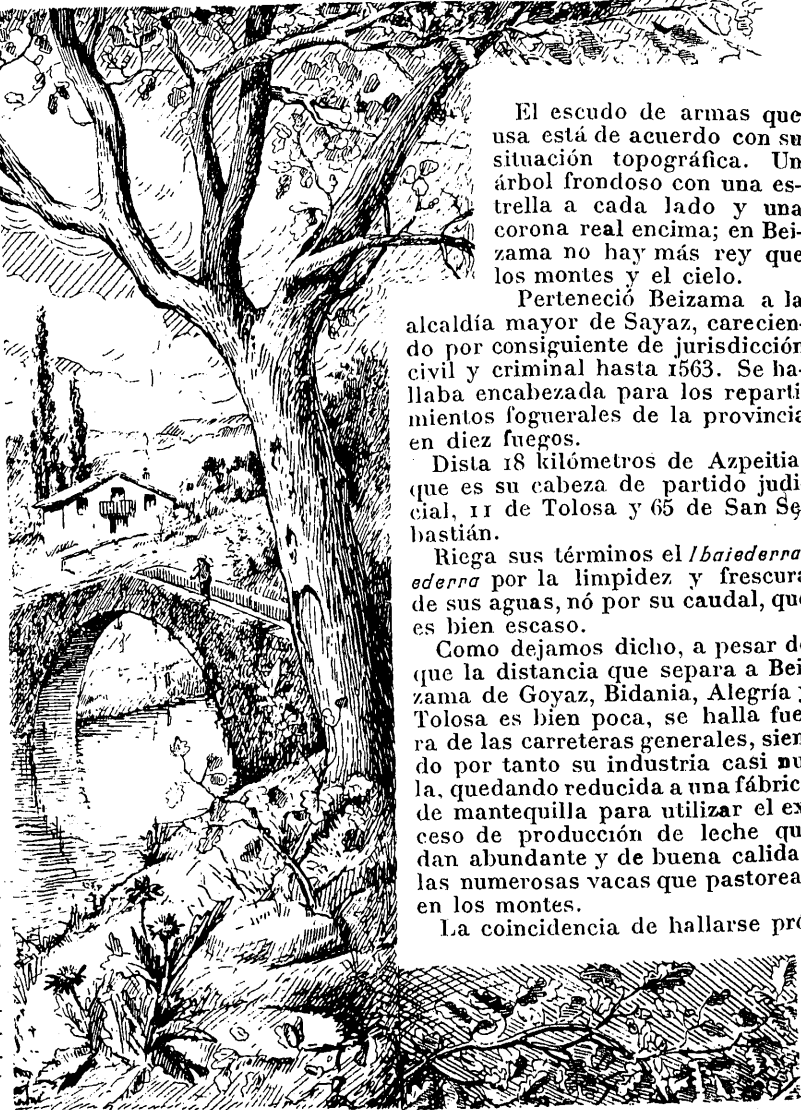 El escudo de armas que
usa está de acuerdo con su
situación topográfica. Un
árbol frondoso con una es-
trella a cada lado y una
corona real encima; en Bei-
zama no hay más rey que
los montes y el cielo.
Perteneció Beizama a la
alcaldía mayor de Sayaz, carecien-
do por consiguiente de jurisdicción
civil y criminal hasta 1563. Se ha-
llaba encabezada para los reparti
mientos foguerales de la provincia
en diez fuegos.
Dista 18 kilómetros de Azpeitia
que es su cabeza de partido judi
cial, 11 de Tolosa y 65 de San Se
bastián.
Riega sus términos el Ibaiederra
ederra por la limpidez y frescura
de sus aguas, nó por su caudal, que
es bien escaso.
Como dejamos dicho, a pesar de
que la distancia que separa a Bei
zama de Goyaz, Bidania, Alegría y
Tolosa es bien poca, se halla fue
ra de las carreteras generales, sien
do por tanto su industria casi nu
la, quedando reducida a una fábric
de mantequilla para utilizar el ex
ceso de producción de leche qu
dan abundante y de buena calida
las numerosas vacas que pastorea
en los montes.
La coincidencia de hallarse pró